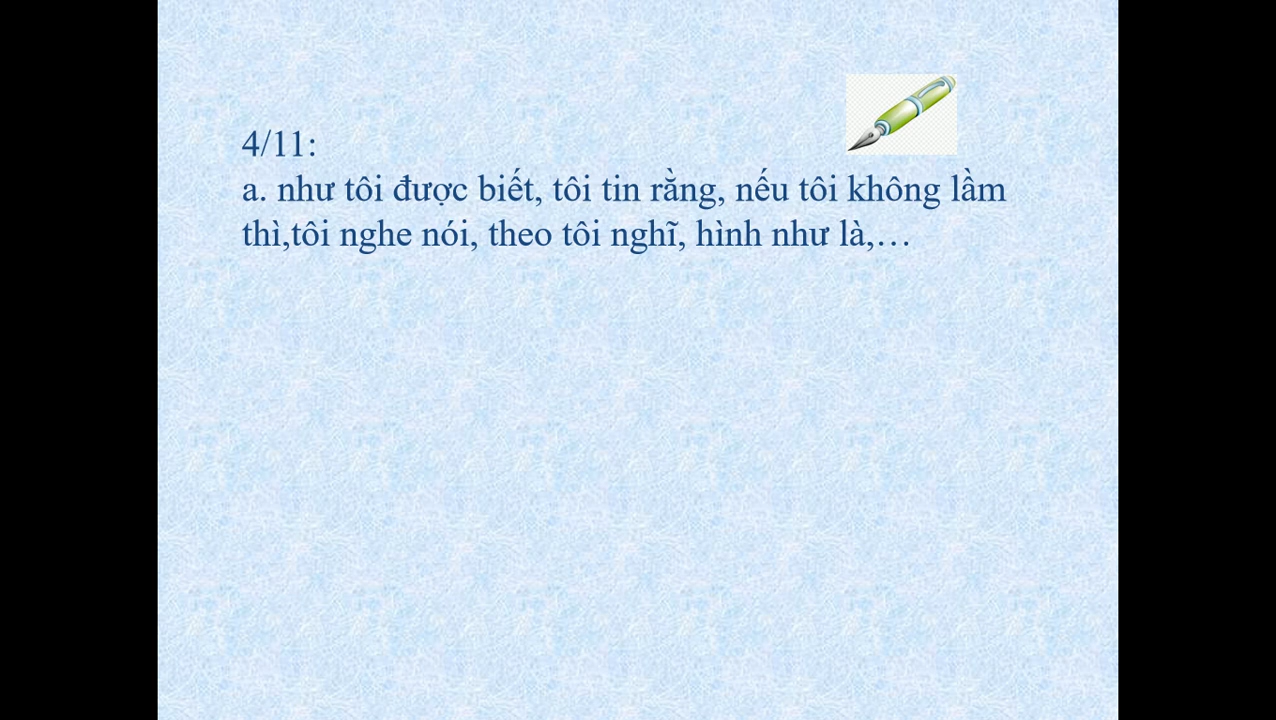 4/11:
a. như tôi được biết, tôi tin rằng, nếu tôi không lầm
thì,tôi nghe nói, theo tôi nghĩ, hình như là,…